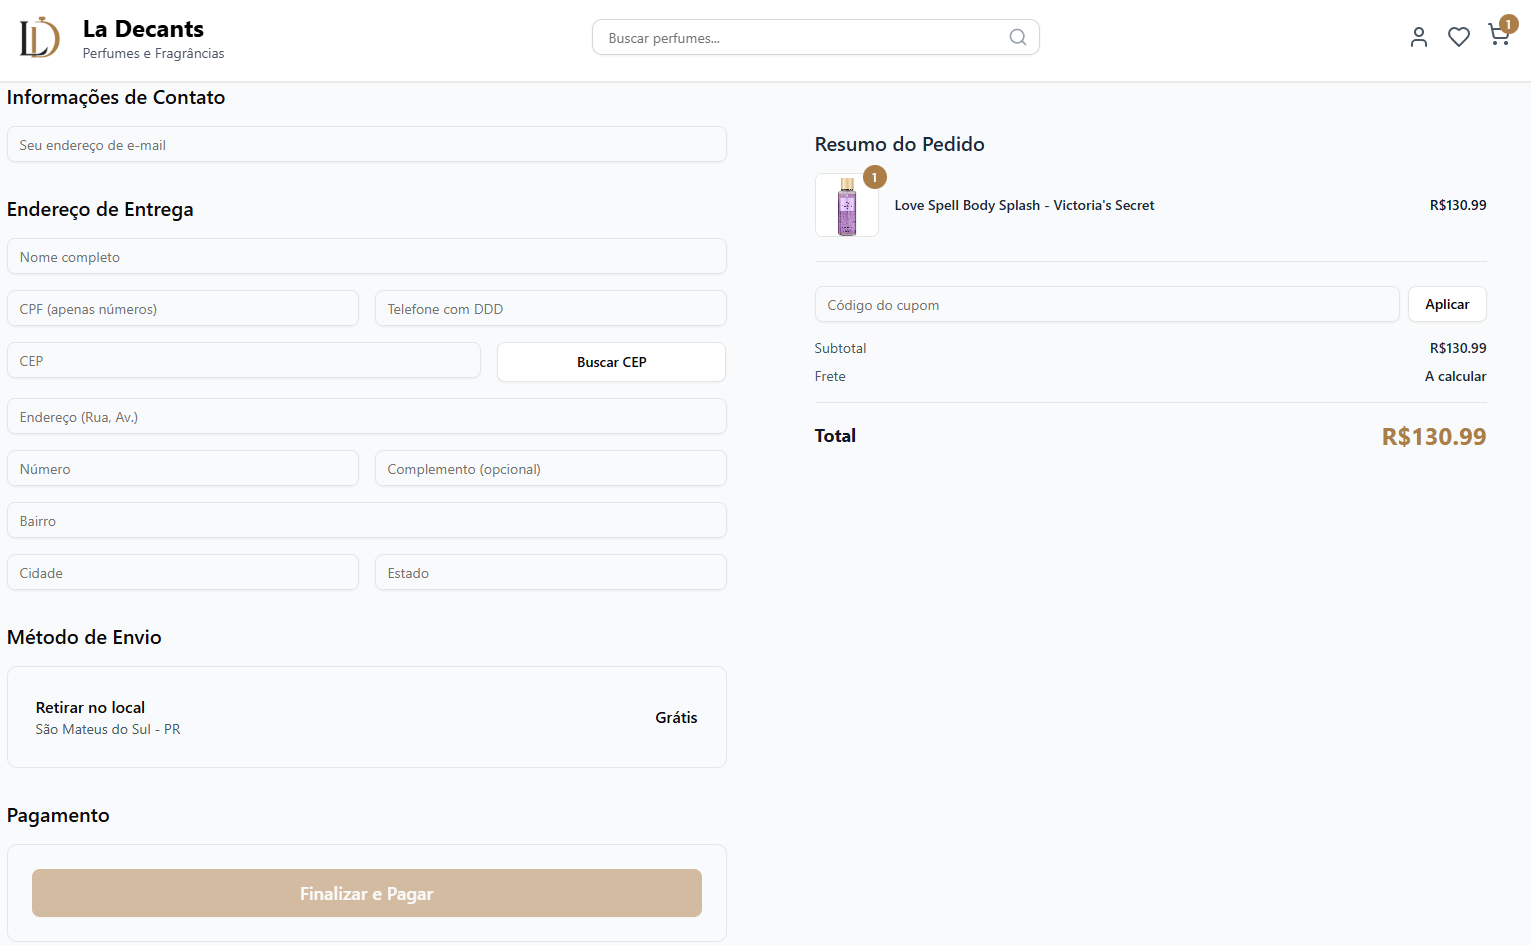 La Decants
Perfumes e Fragrâncias
Buscar perfumes...
1
Informações de Contato
Seu endereço de e-mail
Endereço de Entrega
Nome completo
CPF (apenas números)
Telefone com DDD
CEP
Buscar CEP
Endereço (Rua, Av.)
Número
Complemento (opcional)
Bairro
Cidade
Estado
Método de Envio
Retirar no local
São Mateus do Sul - PR
Grátis
Pagamento
Finalizar e Pagar
Resumo do Pedido
1
Love Spell Body Splash - Victoria's Secret
R$130.99
Código do cupom
Aplicar
Subtotal
R$130.99
Frete
A calcular
Total
R$130.99